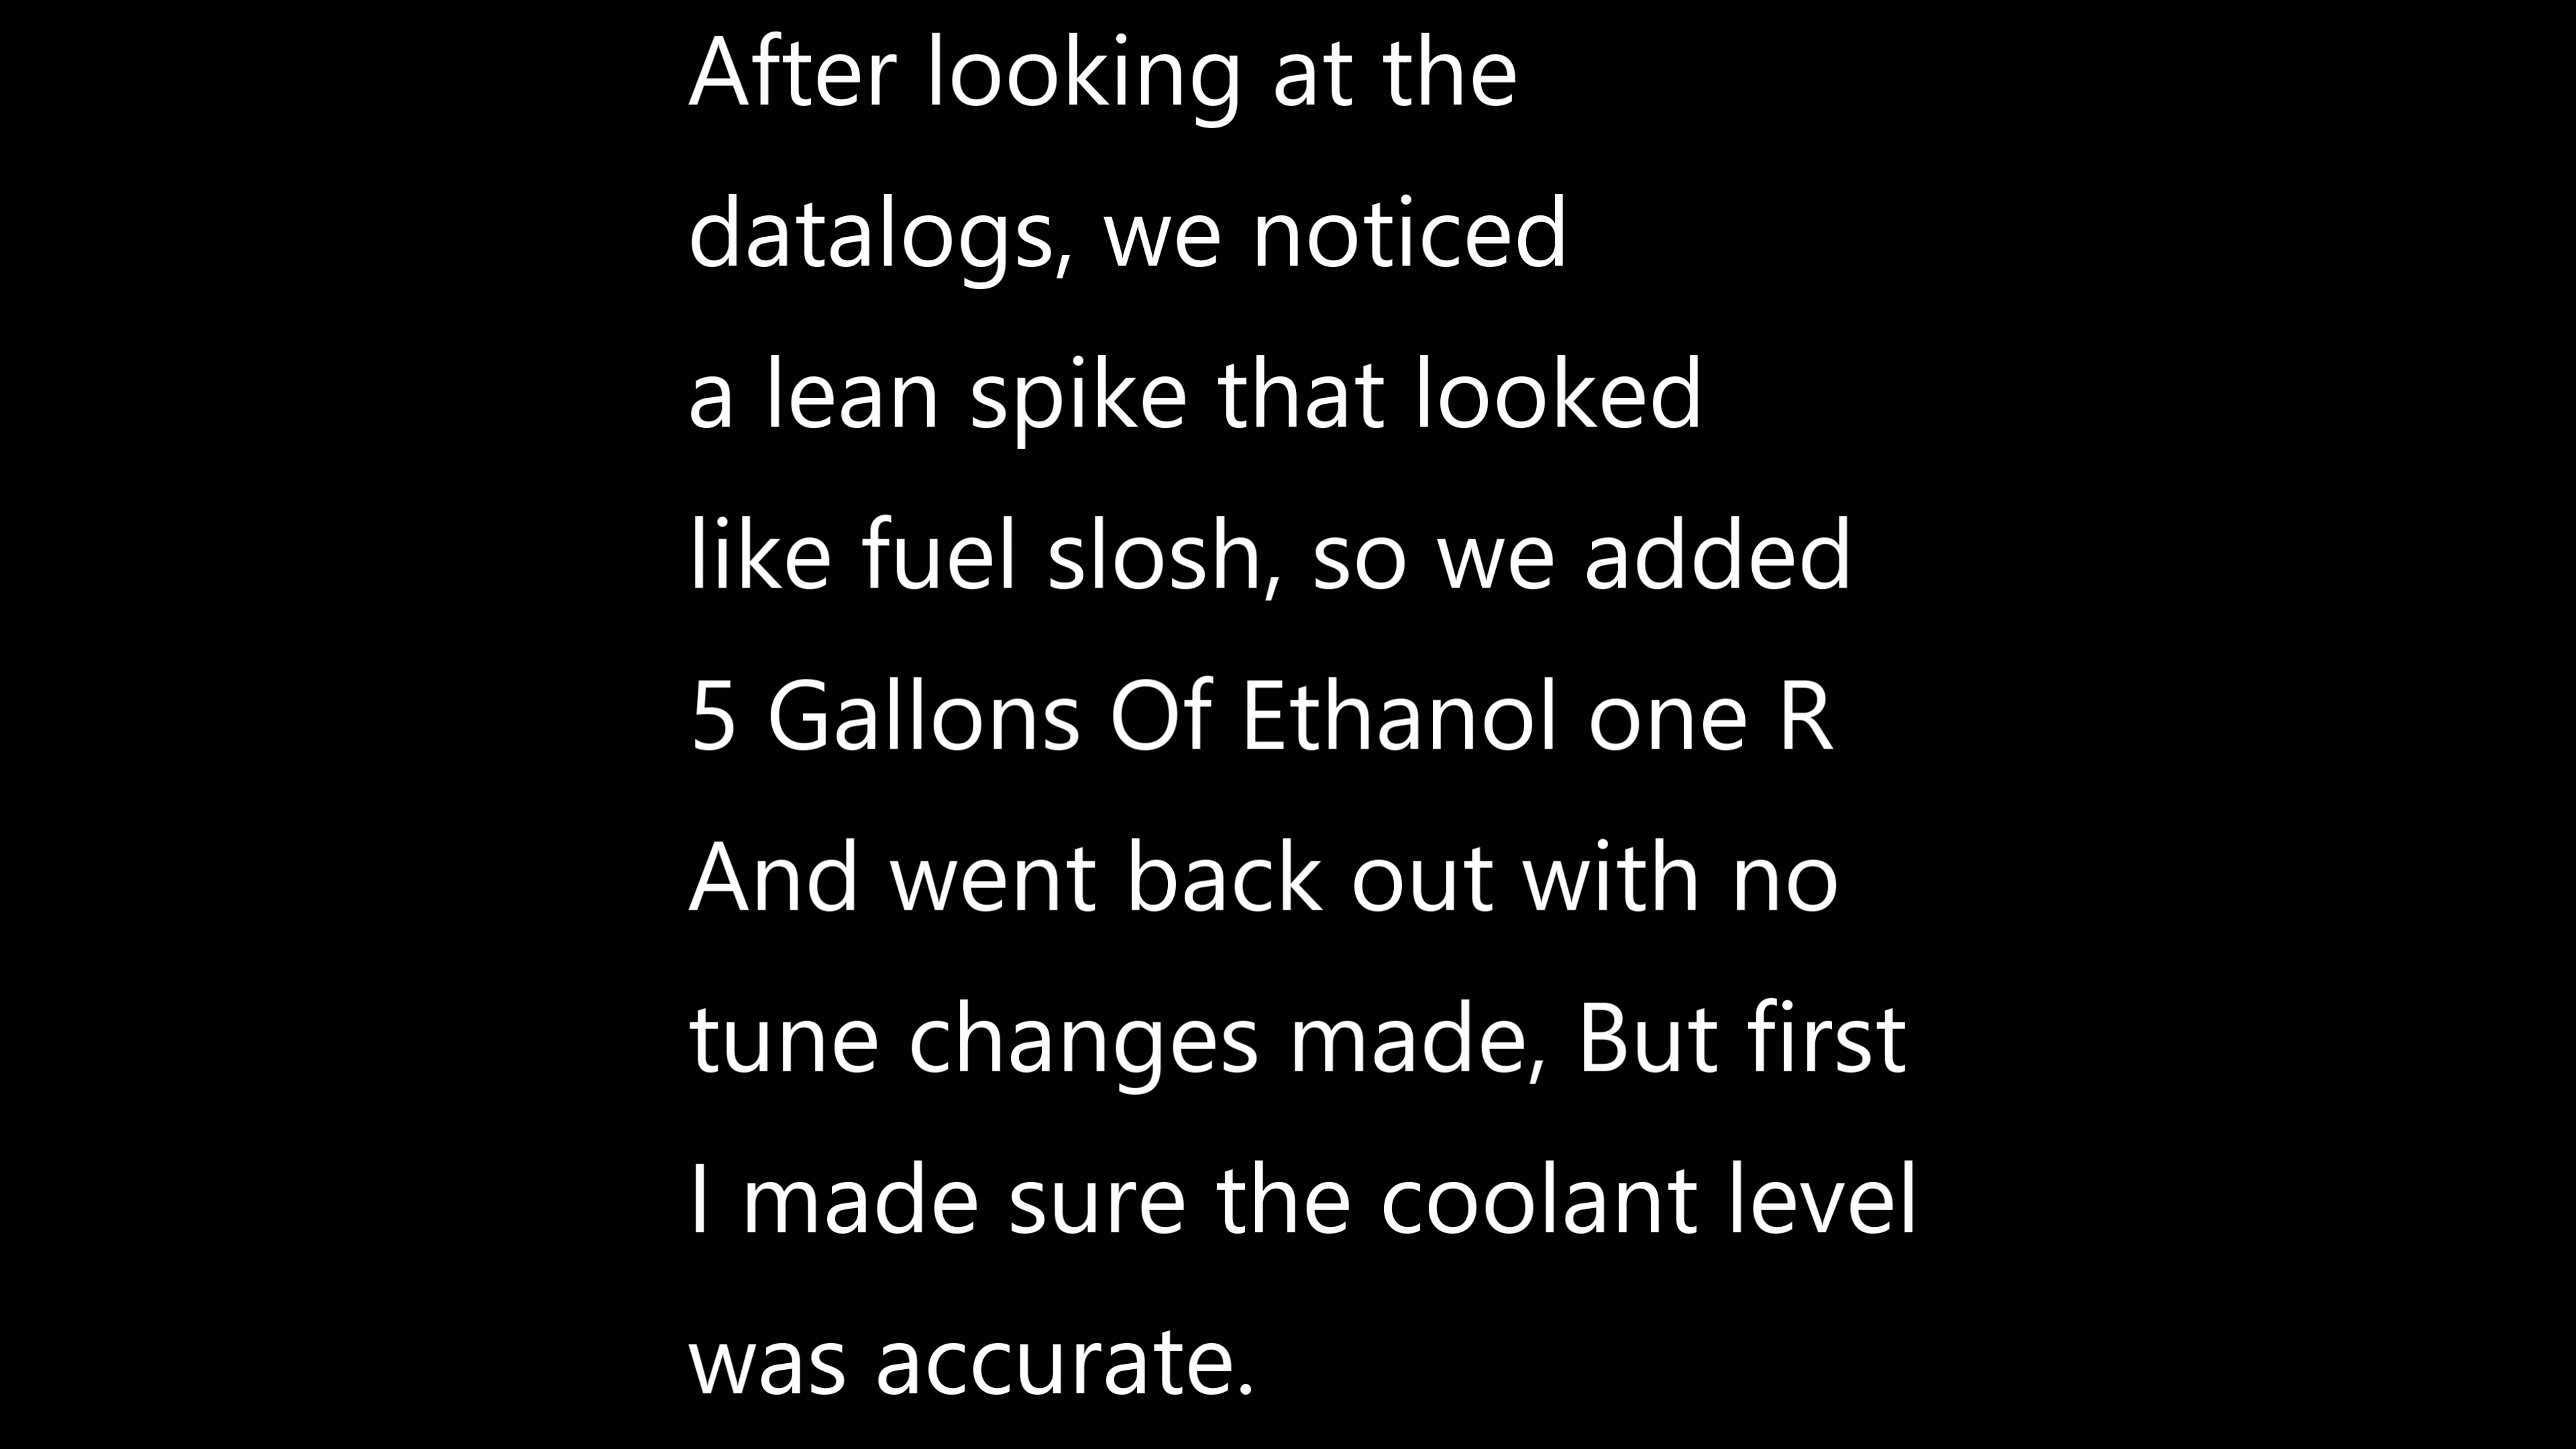 After looking at the
datalogs, we noticed
a lean spike that looked
like fuel slosh, so we added
5 Gallons Of Ethanol one R
And went back out with no
tune changes made, But first
I made sure the coolant level
was accurate.